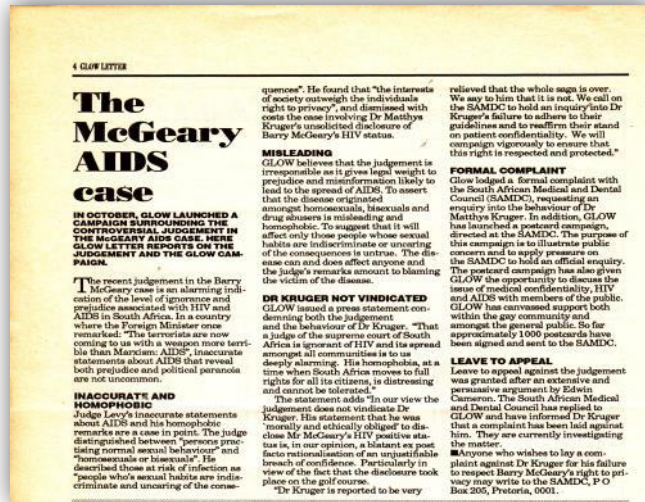 4 GLOW LETTER
The
McGeary
AIDS
case
IN OCTOBER, GLOW LAUNCHED A
CAMPAIGN SURROUNDING THE
CONTROVERSIAL JUDGEMENT IN
THE McGEARY AIDS CASE. HERE
GLOW LETTER REPORTS ON THE
JUDGEMENT AND THE GLOW CAM-
PAIGN.
The recent judgement in the Barry
McGeary case is an alarming indi-
cation of the level of ignorance and
prejudice associated with HIV and
AIDS in South Africa. In a country
where the Foreign Minister once
remarked: "The terrorists are now
coming to us with a weapon more terri-
ble than Marxism: AIDS", inaccurate
statements about AIDS that reveal
both prejudice and political paranoia
are not uncommon.
INACCURATE AND
HOMOPHOBIC
Judge Levy's inaccurate statements
about AIDS and his homophobic
remarks are a case in point. The judge
distinguished between "persons prac-
tising normal sexual behaviour" and
"homosexuals or bisexuals". He
described those at risk of infection as
"people who's sexual habits are indis-
criminate and uncaring of the conse-
quences". He found that "the interests
of society outweigh the individuals
right to privacy", and dismissed with
costs the case involving Dr Matthys
Kruger's unsolicited disclosure of
Barry McGeary's HIV status.
MISLEADING
GLOW believes that the judgement is
irresponsible as it gives legal weight to
prejudice and misinformation likely to
lead to the spread of AIDS. To assert
that the disease originated
amongst homosexuals, bisexuals and
drug abusers is misleading and
homophobic. To suggest that it will
affect only those people whose sexual
habits are indiscriminate or uncaring
of the consequences is untrue. The dis-
ease can and does affect anyone and
the judge's remarks amount to blaming
the victim of the disease.
DR KRUGER NOT VINDICATED
GLOW issued a press statement con-
demning both the judgement
and the behaviour of Dr Kruger. "That
a judge of the supreme court of South
Africa is ignorant of HIV and its spread
amongst all communities is to us
deeply alarming. His homophobia, at a
time when South Africa moves to full
rights for all its citizens, is distressing
and cannot be tolerated."
The statement adds "In our view the
judgement does not vindicate Dr
Kruger. His statement that he was
'morally and ethically obliged' to dis-
close Mr McGeary's HIV positive sta-
tus is, in our opinion, a blatant ex post
facto rationalisation of an unjustifiable
breach of confidence. Particularly in
view of the fact that the disclosure took
place on the golf course.
"Dr Kruger is reported to be very
relieved that the whole saga is over.
We say to him that it is not. We call on
the SAMDC to hold an inquiry into Dr
Kruger's failure to adhere to their
guidelines and to reaffirm their stand
on patient confidentiality. We will
campaign vigorously to ensure that
this right is respected and protected."
FORMAL COMPLAINT
Glow lodged a formal complaint with
the South African Medical and Dental
Council (SAMDC), requesting an
enquiry into the behaviour of Dr
Matthys Kruger. In addition, GLOW
has launched a postcard campaign,
directed at the SAMDC. The purpose of
this campaign is to illustrate public
concern and to apply pressure on
the SAMDC to hold an official enquiry.
The postcard campaign has also given
GLOW the opportunity to discuss the
issue of medical confidentiality, HIV
and AIDS with members of the public.
GLOW has canvassed support both
within the gay community and
amongst the general public. So far
approximately 1000 postcards have
been signed and sent to the SAMDC.
LEAVE TO APPEAL
Leave to appeal against the judgement
was granted after an extensive and
persuasive argument by Edwin
Cameron. The South African Medical
and Dental Council has replied to
GLOW and have informed Dr Kruger
that a complaint has been laid against
him. They are currently investigating
the matter.
■Anyone who wishes to lay a com-
plaint against Dr Kruger for his failure
to respect Barry McGeary's right to pri-
vacy may write to the SAMDC, P O
Box 205, Pretoria, 0001.